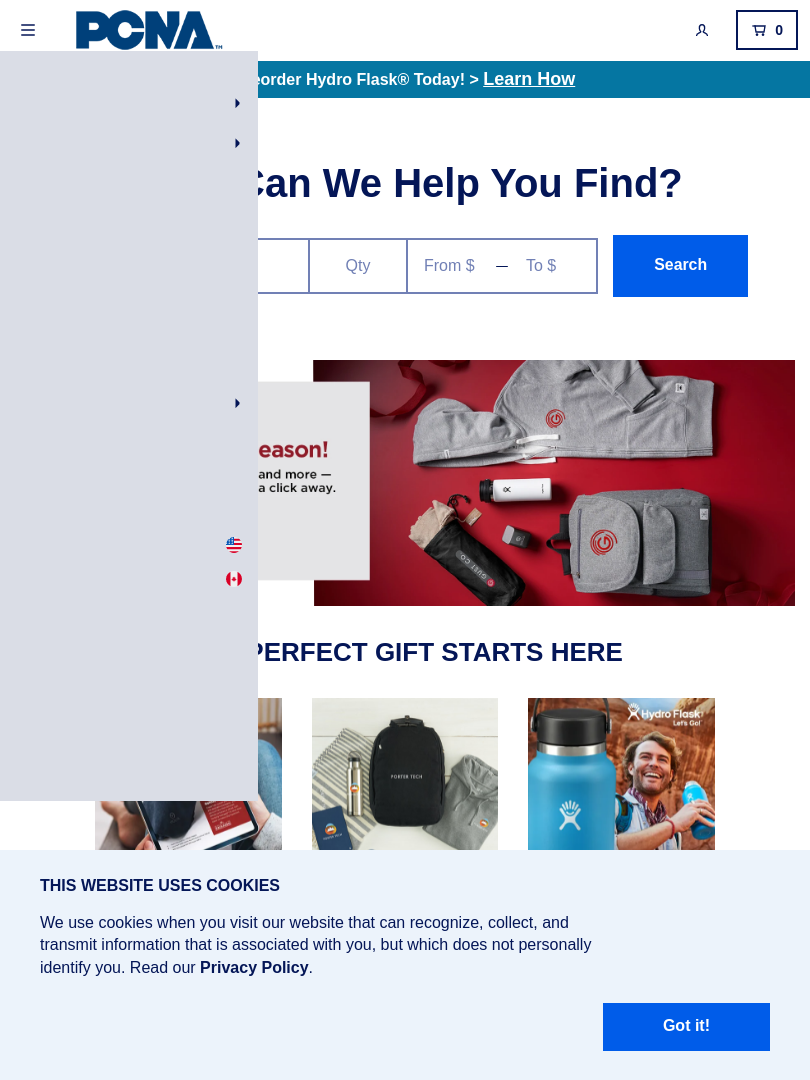 PCNA™
0
eorder Hydro Flask® Today! > Learn How
Can We Help You Find?
Qty
From $
—
To $
Search
eason!
and more —
a click away.
GUST CO
PERFECT GIFT STARTS HERE
PORTER TECH
Hydro Flask
Let's Go!
THIS WEBSITE USES COOKIES
We use cookies when you visit our website that can recognize, collect, and
transmit information that is associated with you, but which does not personally
identify you. Read our Privacy Policy.
Got it!